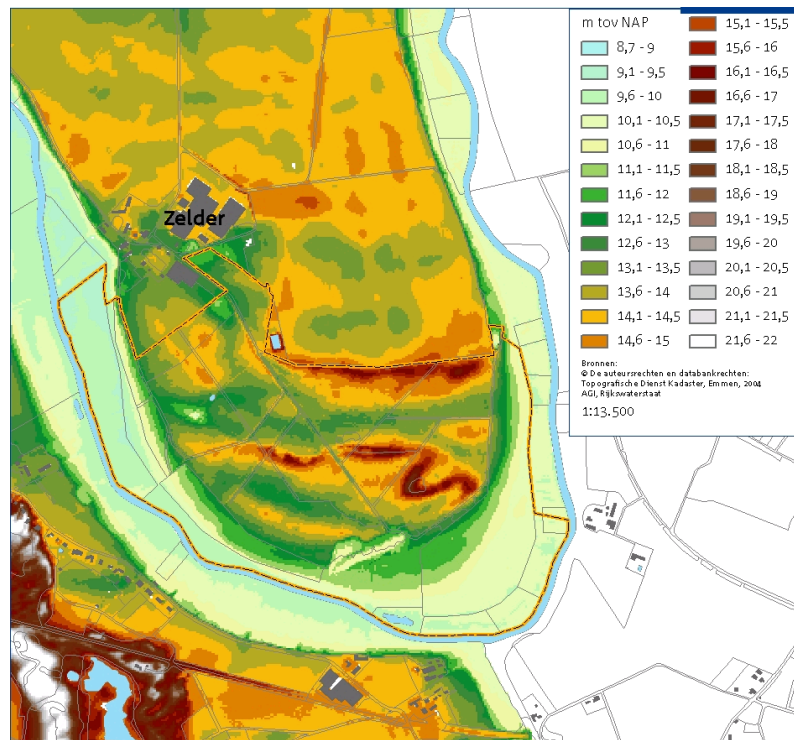 Zelder
m tov NAP
8,7 - 9
9,1 - 9,5
9,6 - 10
10,1 - 10,5
10,6 - 11
11,1 - 11,5
11,6 - 12
12,1 - 12,5
12,6 - 13
13,1 - 13,5
13,6 - 14
14,1 - 14,5
14,6 - 15
15,1 - 15,5
15,6 - 16
16,1 - 16,5
16,6 - 17
17,1 - 17,5
17,6 - 18
18,1 - 18,5
18,6 - 19
19,1 - 19,5
19,6 - 20
20,1 - 20,5
20,6 - 21
21,1 - 21,5
21,6 - 22
Bronnen:
© De auteursrechten en databankrechten:
Topografische Dienst Kadaster, Emmen, 2004
AGI, Rijkswaterstaat
1:13.500